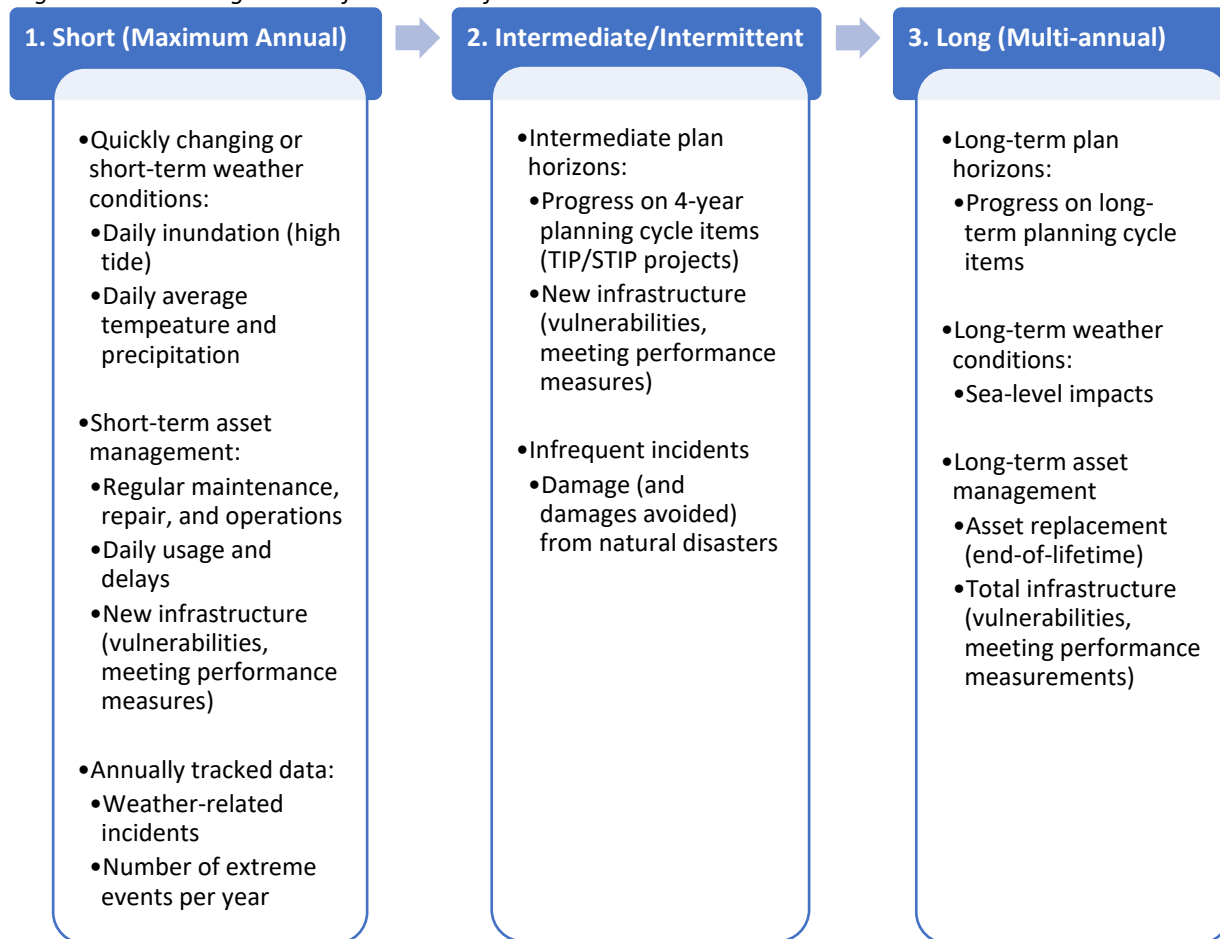 1. Short (Maximum Annual)
•Quickly changing or
short-term weather
conditions:
•Daily inundation (high
tide)
•Daily average
tempeature and
precipitation
•Short-term asset
management:
•Regular maintenance,
repair, and operations
•Daily usage and
delays
•New infrastructure
(vulnerabilities,
meeting performance
measures)
•Annually tracked data:
•Weather-related
incidents
•Number of extreme
events per year
2. Intermediate/Intermittent
•Intermediate plan
horizons:
•Progress on 4-year
planning cycle items
(TIP/STIP projects)
•New infrastructure
(vulnerabilities,
meeting performance
measures)
•Infrequent incidents
•Damage (and
damages avoided)
from natural disasters
3. Long (Multi-annual)
•Long-term plan
horizons:
•Progress on long-
term planning cycle
items
•Long-term weather
conditions:
•Sea-level impacts
•Long-term asset
management
•Asset replacement
(end-of-lifetime)
•Total infrastructure
(vulnerabilities,
meeting performance
measurements)